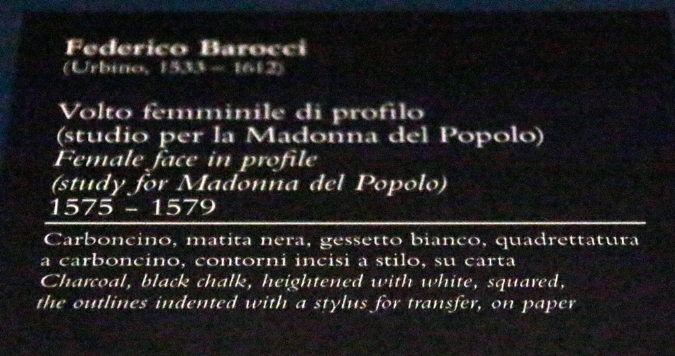 Federico Barocci
(Urbino, 1533 – 1612)
Volto femminile di profilo
(studio per la Madonna del Popolo)
Female face in profile
(study for Madonna del Popolo)
1575 – 1579
Carboncino, matita nera, gessetto bianco, quadrettatura
a carboncino, contorni incisi a stilo, su carta
Charcoal, black chalk, heightened with white, squared,
the outlines indented with a stylus for transfer, on paper